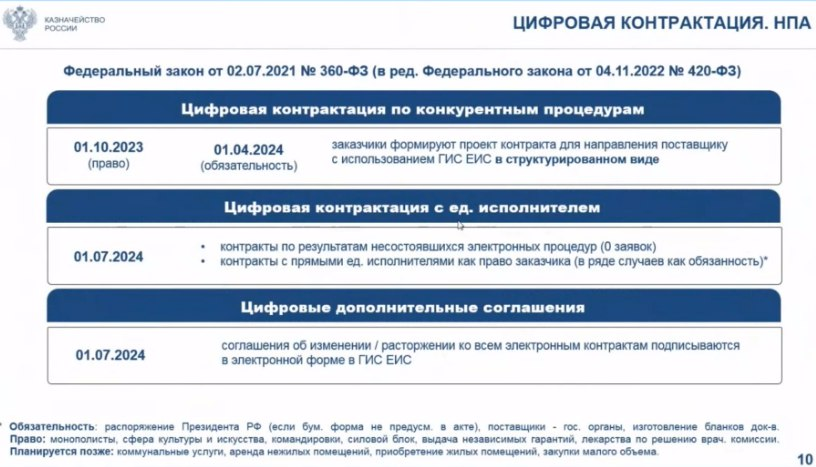 КАЗНАЧЕЙСТВО
РОССИИ
ЦИФРОВАЯ КОНТРАКТАЦИЯ. НПА
Федеральный закон от 02.07.2021 № 360-ФЗ (в ред. Федерального закона от 04.11.2022 № 420-ФЗ)
Цифровая контрактация по конкурентным процедурам
01.10.2023
(право)
01.04.2024
(обязательность)
заказчики формируют проект контракта для направления поставщику
с использованием ГИС ЕИС в структурированном виде
Цифровая контрактация с ед. исполнителем
01.07.2024
• контракты по результатам несостоявшихся электронных процедур (0 заявок)
• контракты с прямыми ед. исполнителями как право заказчика (в ряде случаев как обязанность)*
Цифровые дополнительные соглашения
01.07.2024
соглашения об изменении / расторжении ко всем электронным контрактам подписываются
в электронной форме в ГИС ЕИС
* Обязательность: распоряжение Президента РФ (если бум. форма не предусм. в акте), поставщики - гос. органы, изготовление бланков док-в.
Право: монополисты, сфера культуры и искусства, командировки, силовой блок, выдача независимых гарантий, лекарства по решению врач. комиссии.
Планируется позже: коммунальные услуги, аренда нежилых помещений, приобретение жилых помещений, закупки малого объема.
10